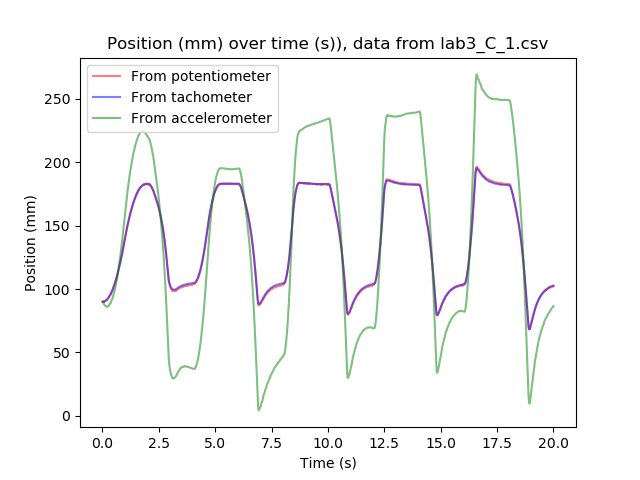 Position (mm) over time (s)), data from lab3_C_1.csv
From potentiometer
From tachometer
From accelerometer
250
200
150
100
50
0
Position (mm)
0.0 2.5 5.0 7.5 10.0 12.5 15.0 17.5 20.0
Time (s)